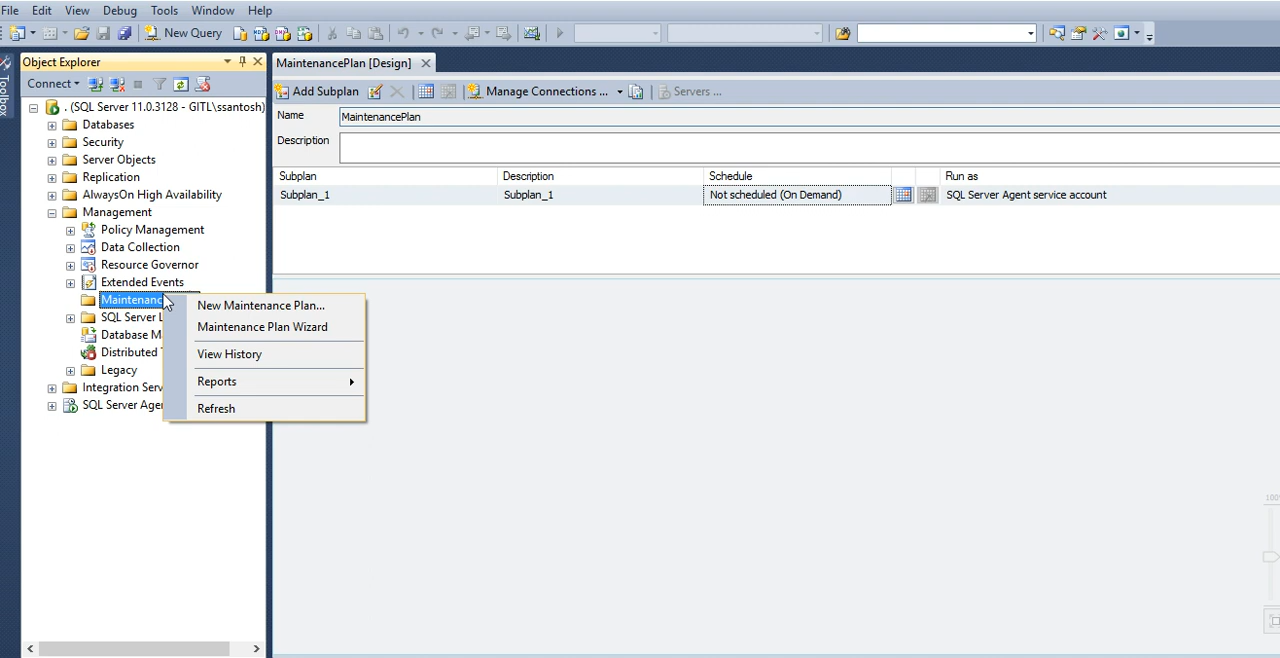 File Edit View Debug Tools Window Help
New Query
Toolbox
Object Explorer
Connect
. (SQL Server 11.0.3128 - GITL\ssantosh)
Databases
Security
Server Objects
Replication
AlwaysOn High Availability
Management
Policy Management
Data Collection
Resource Governor
Extended Events
Maintenanc
SQL Server L
Database M
Distributed
Legacy
Integration Serv
SQL Server Age
New Maintenance Plan...
Maintenance Plan Wizard
View History
Reports
Refresh
MaintenancePlan [Design]
Add Subplan Manage Connections ... Servers ...
Name MaintenancePlan
Description
Subplan Description Schedule Run as
Subplan_1 Subplan_1 Not scheduled (On Demand) SQL Server Agent service account